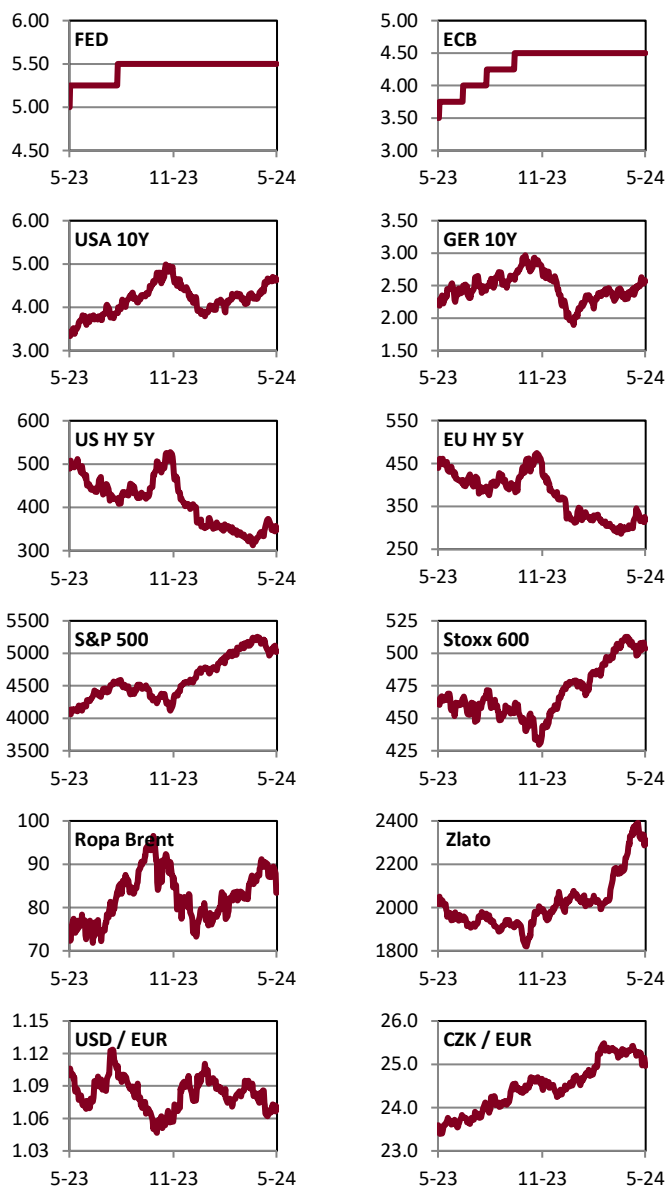 FED
6.00
5.50
5.00
4.50
5-23 11-23 5-24
ECB
5.00
4.50
4.00
3.50
3.00
5-23 11-23 5-24
USA 10Y
6.00
5.00
4.00
3.00
5-23 11-23 5-24
GER 10Y
3.50
3.00
2.50
2.00
1.50
5-23 11-23 5-24
US HY 5Y
600
500
400
300
5-23 11-23 5-24
EU HY 5Y
550
450
350
250
5-23 11-23 5-24
S&P 500
5500
5000
4500
4000
3500
5-23 11-23 5-24
Stoxx 600
525
500
475
450
425
5-23 11-23 5-24
Ropa Brent
100
90
80
70
5-23 11-23 5-24
Zlato
2400
2200
2000
1800
5-23 11-23 5-24
USD / EUR
1.15
1.12
1.09
1.06
1.03
5-23 11-23 5-24
CZK / EUR
26.0
25.0
24.0
23.0
5-23 11-23 5-24